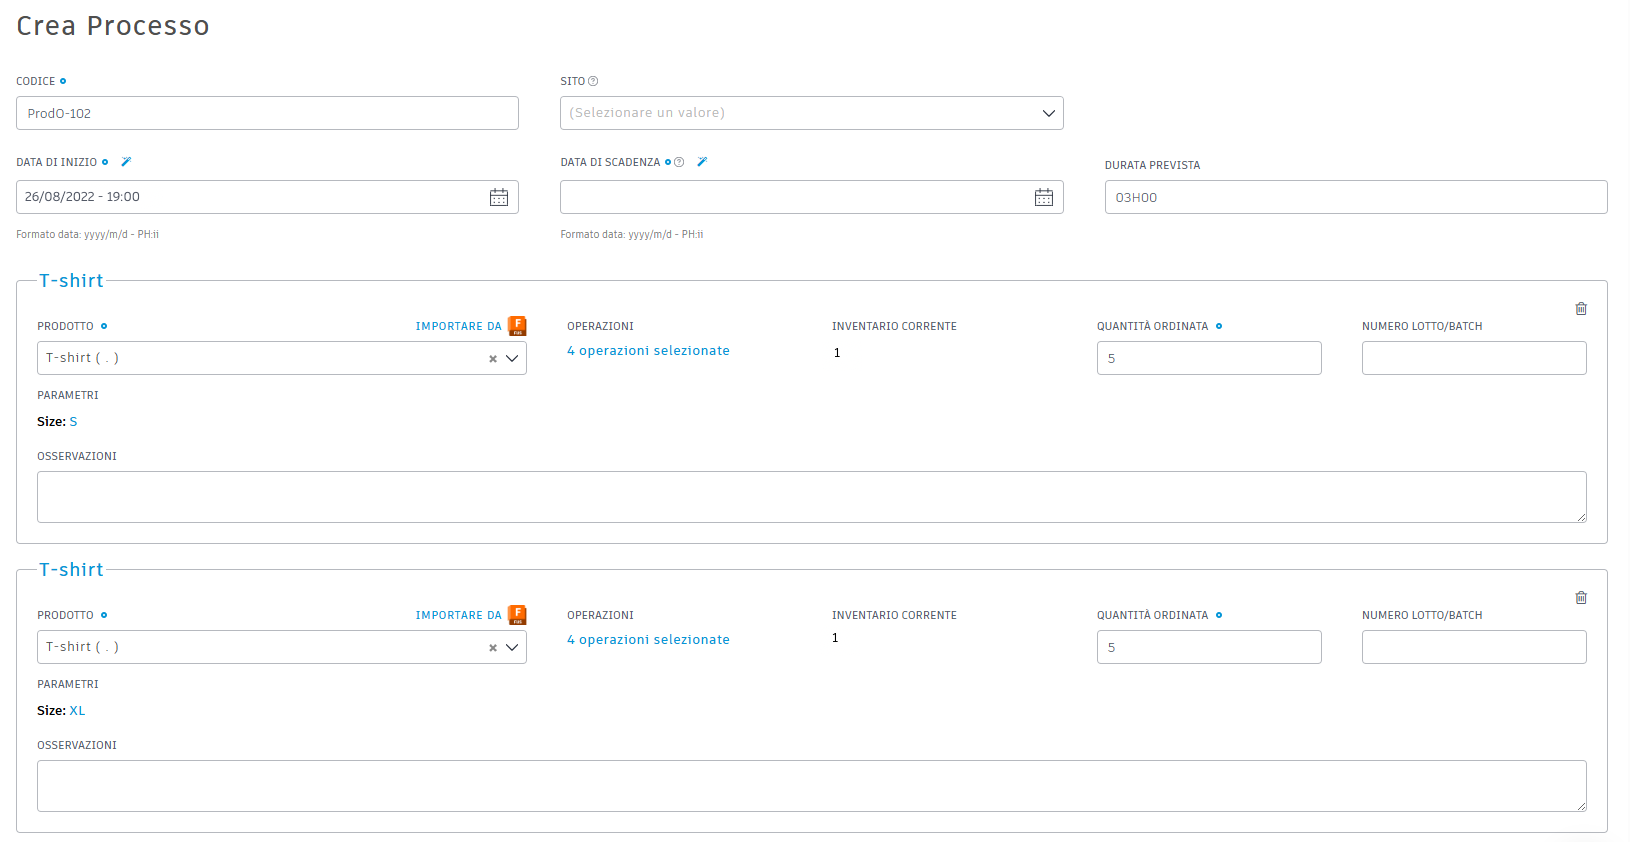 Crea Processo
CODICE
SITO
ProdO-102
(Selezionare un valore)
DATA DI INIZIO
DATA DI SCADENZA
DURATA PREVISTA
26/08/2022 - 19:00
03H00
Formato data: yyyy/m/d - PH:ii
Formato data: yyyy/m/d - PH:ii
T-shirt
PRODOTTO
IMPORTARE DA
F
FUS
OPERAZIONI
INVENTARIO CORRENTE
QUANTITÀ ORDINATA
NUMERO LOTTO/BATCH
T-shirt ( . )
4 operazioni selezionate
1
5
PARAMETRI
Size: S
OSSERVAZIONI
T-shirt
PRODOTTO
IMPORTARE DA
F
FUS
OPERAZIONI
INVENTARIO CORRENTE
QUANTITÀ ORDINATA
NUMERO LOTTO/BATCH
T-shirt ( . )
4 operazioni selezionate
1
5
PARAMETRI
Size: XL
OSSERVAZIONI